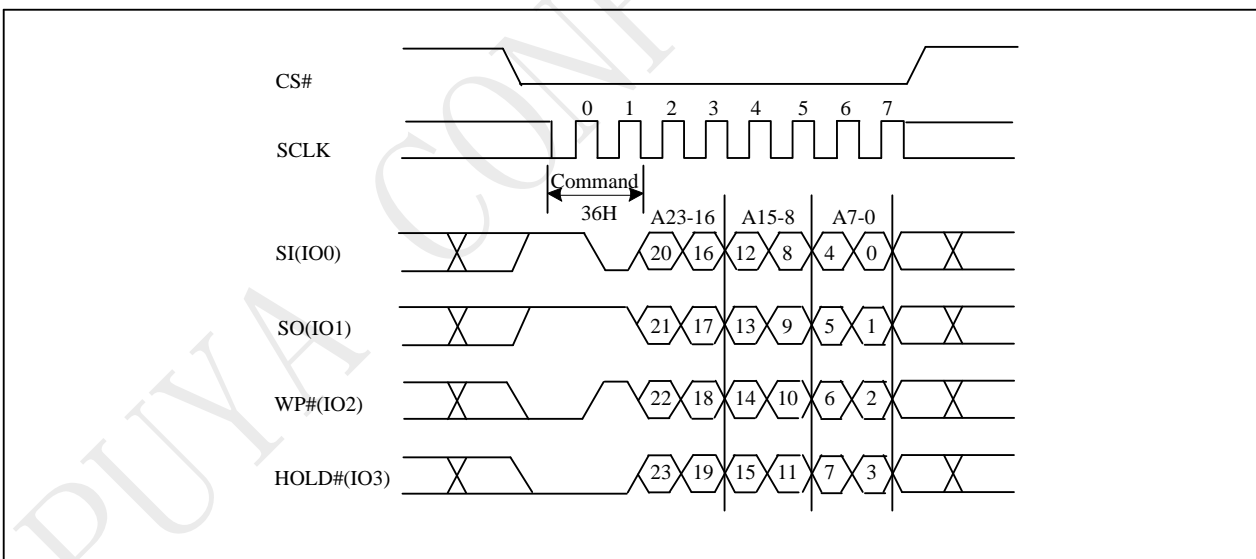 CS#
0 1 2 3 4 5 6 7
SCLK
Command
36H
A23-16 A15-8 A7-0
SI(IO0) 20 16 12 8 4 0
SO(IO1) 21 17 13 9 5 1
WP#(IO2) 22 18 14 10 6 2
HOLD#(IO3) 23 19 15 11 7 3
PUYA